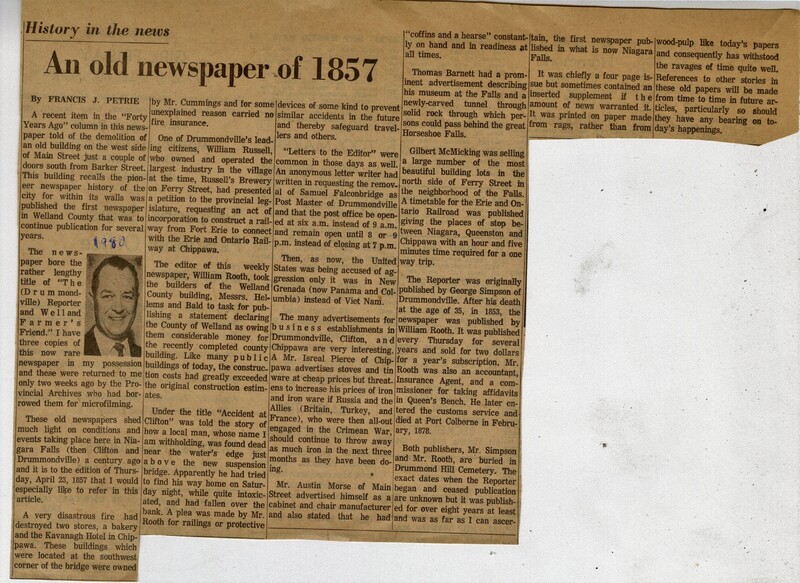 History in the news
An old newspaper of 1857
By FRANCIS J. PETRIE
A recent item in the "Forty
Years Ago" column in this news-
paper told of the demolition of
an old building on the west side
of Main Street just a couple of
doors south from Barker Street.
This building recalls the pio-
neer newspaper history of the
city for within its walls was
published the first newspaper
in Welland County that was to
continue publication for several
years.
1980
The news-
paper bore the
rather lengthy
title of "The
(Drummond-
ville) Reporter
and Welland
Farmer's
Friend." I have
three copies of
this now rare
newspaper in my possession
and these were returned to me
only two weeks ago by the Pro-
vincial Archives who had bor-
rowed them for microfilming.
These old newspapers shed
much light on conditions and
events taking place here in Nia-
gara Falls (then Clifton and
Drummondville) a century ago
and it is to the edition of Thurs-
day, April 23, 1857 that I would
especially like to refer in this
article.
A very disastrous fire had
destroyed two stores, a bakery
and the Kavanagh Hotel in Chip-
pawa. These buildings which
were located at the southwest
corner of the bridge were owned
by Mr. Cummings and for some
unexplained reason carried no
fire insurance.
One of Drummondville's lead-
ing citizens, William Russell,
who owned and operated the
largest industry in the village
at the time, Russell's Brewery
on Ferry Street, had presented
a petition to the provincial leg-
islature, requesting an act of
incorporation to construct a rail-
way from Fort Erie to connect
with the Erie and Ontario Rail-
way at Chippawa.
The editor of this weekly
newspaper, William Rooth, took
the builders of the Welland
County building, Messrs. Hel-
lems and Bald to task for pub-
lishing a statement declaring
the County of Welland as owing
them considerable money for
the recently completed county
building. Like many public
buildings of today, the construc-
tion costs had greatly exceeded
the original construction estim-
ates.
Under the title "Accident at
Clifton" was told the story of
how a local man, whose name I
am withholding, was found dead
near the water's edge just
above the new suspension
bridge. Apparently he had tried
to find his way home on Satur-
day night, while quite intoxic-
ated, and had fallen over the
bank. A plea was made by Mr.
Rooth for railings or protective
devices of some kind to prevent
similar accidents in the future
and thereby safeguard travel-
lers and others.
"Letters to the Editor" were
common in those days as well.
An anonymous letter writer had
written in requesting the remov-
al of Samuel Falconbridge as
Post Master of Drummondville
and that the post office be open-
ed at six a.m. instead of 9 a.m.
and remain open until 8 or 9
p.m. instead of closing at 7 p.m.
Then, as now, the United
States was being accused of ag-
gression only it was in New
Grenada (now Panama and Col-
umbia) instead of Viet Nam.
The many advertisements for
business establishments in
Drummondville, Clifton, and
Chippawa are very interesting.
A Mr. Isreal Pierce of Chip-
pawa advertises stoves and tin
ware at cheap prices but threat-
ens to increase his prices of iron
and iron ware if Russia and the
Allies (Britain, Turkey, and
France), who were then all-out
engaged in the Crimean War,
should continue to throw away
as much iron in the next three
months as they have been do-
ing.
Mr. Austin Morse of Main
Street advertised himself as a
cabinet and chair manufacturer
and also stated that he had
"coffins and a hearse" constant-
ly on hand and in readiness at
all times.
Thomas Barnett had a prom-
inent advertisement describing
his museum at the Falls and a
newly-carved tunnel through
solid rock through which per-
sons could pass behind the great
Horseshoe Falls.
Gilbert McMicking was selling
a large number of the most
beautiful building lots in the
north side of Ferry Street in
the neighborhood of the Falls.
A timetable for the Erie and On-
tario Railroad was published
giving the places of stop be-
tween Niagara, Queenston and
Chippawa with an hour and five
minutes time required for a one
way trip.
The Reporter was originally
published by George Simpson of
Drummondville. After his death
at the age of 35, in 1853, the
newspaper was published by
William Rooth. It was published
every Thursday for several
years and sold for two dollars
for a year's subscription. Mr.
Rooth was also an accountant,
Insurance Agent, and a com-
missioner for taking affidavits
in Queen's Bench. He later en-
tered the customs service and
died at Port Colborne in Febru-
ary, 1878.
Both publishers, Mr. Simpson
and Mr. Rooth, are buried in
Drummond Hill Cemetery. The
exact dates when the Reporter
began and ceased publication
are unknown but it was publish-
ed for over eight years at least
and was as far as I can ascer-
tain, the first newspaper pub-
lished in what is now Niagara
Falls.
It was chiefly a four page is-
sue but sometimes contained an
inserted supplement if the
amount of news warranted it.
It was printed on paper made
from rags, rather than from
wood-pulp like today's papers
and consequently has withstood
the ravages of time quite well.
References to other stories in
these old papers will be made
from time to time in future ar-
ticles, particularly so should
they have any bearing on to-
day's happenings.